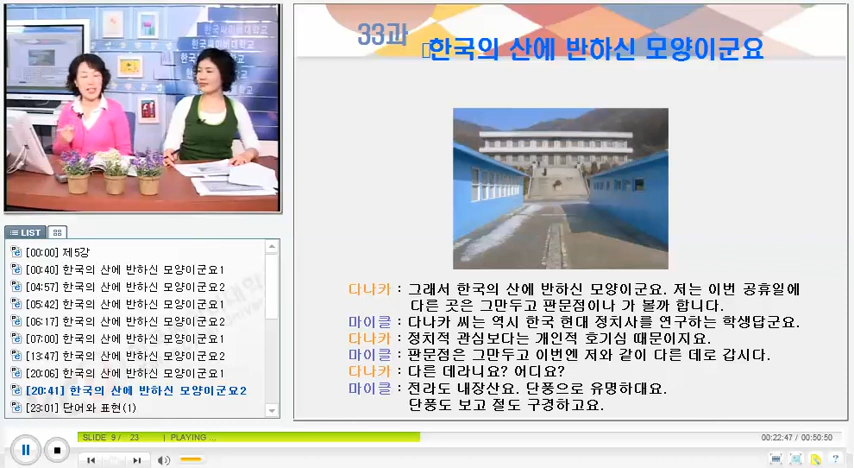 33과
한국의 산에 반하신 모양이군요
다나카 : 그래서 한국의 산에 반하신 모양이군요. 저는 이번 공휴일에
다른 곳은 그만두고 판문점이나 가 볼까 합니다.
마이클 : 다나카 씨는 역시 한국 현대 정치사를 연구하는 학생답군요.
다나카 : 정치적 관심보다는 개인적 호기심 때문이지요.
마이클 : 판문점은 그만두고 이번엔 저와 같이 다른 데로 갑시다.
다나카 : 다른 데라니요? 어디요?
마이클 : 전라도 내장산요. 단풍으로 유명하대요.
단풍도 보고 절도 구경하고요.
LIST
[00:00] 제5강
[00:40] 한국의 산에 반하신 모양이군요1
[04:57] 한국의 산에 반하신 모양이군요2
[05:42] 한국의 산에 반하신 모양이군요1
[06:17] 한국의 산에 반하신 모양이군요2
[07:00] 한국의 산에 반하신 모양이군요1
[13:47] 한국의 산에 반하신 모양이군요2
[20:06] 한국의 산에 반하신 모양이군요1
[20:41] 한국의 산에 반하신 모양이군요2
[23:01] 단어와 표현(1)
SLIDE 9 / 23 | PLAYING ...
00:22:47 / 00:50:50